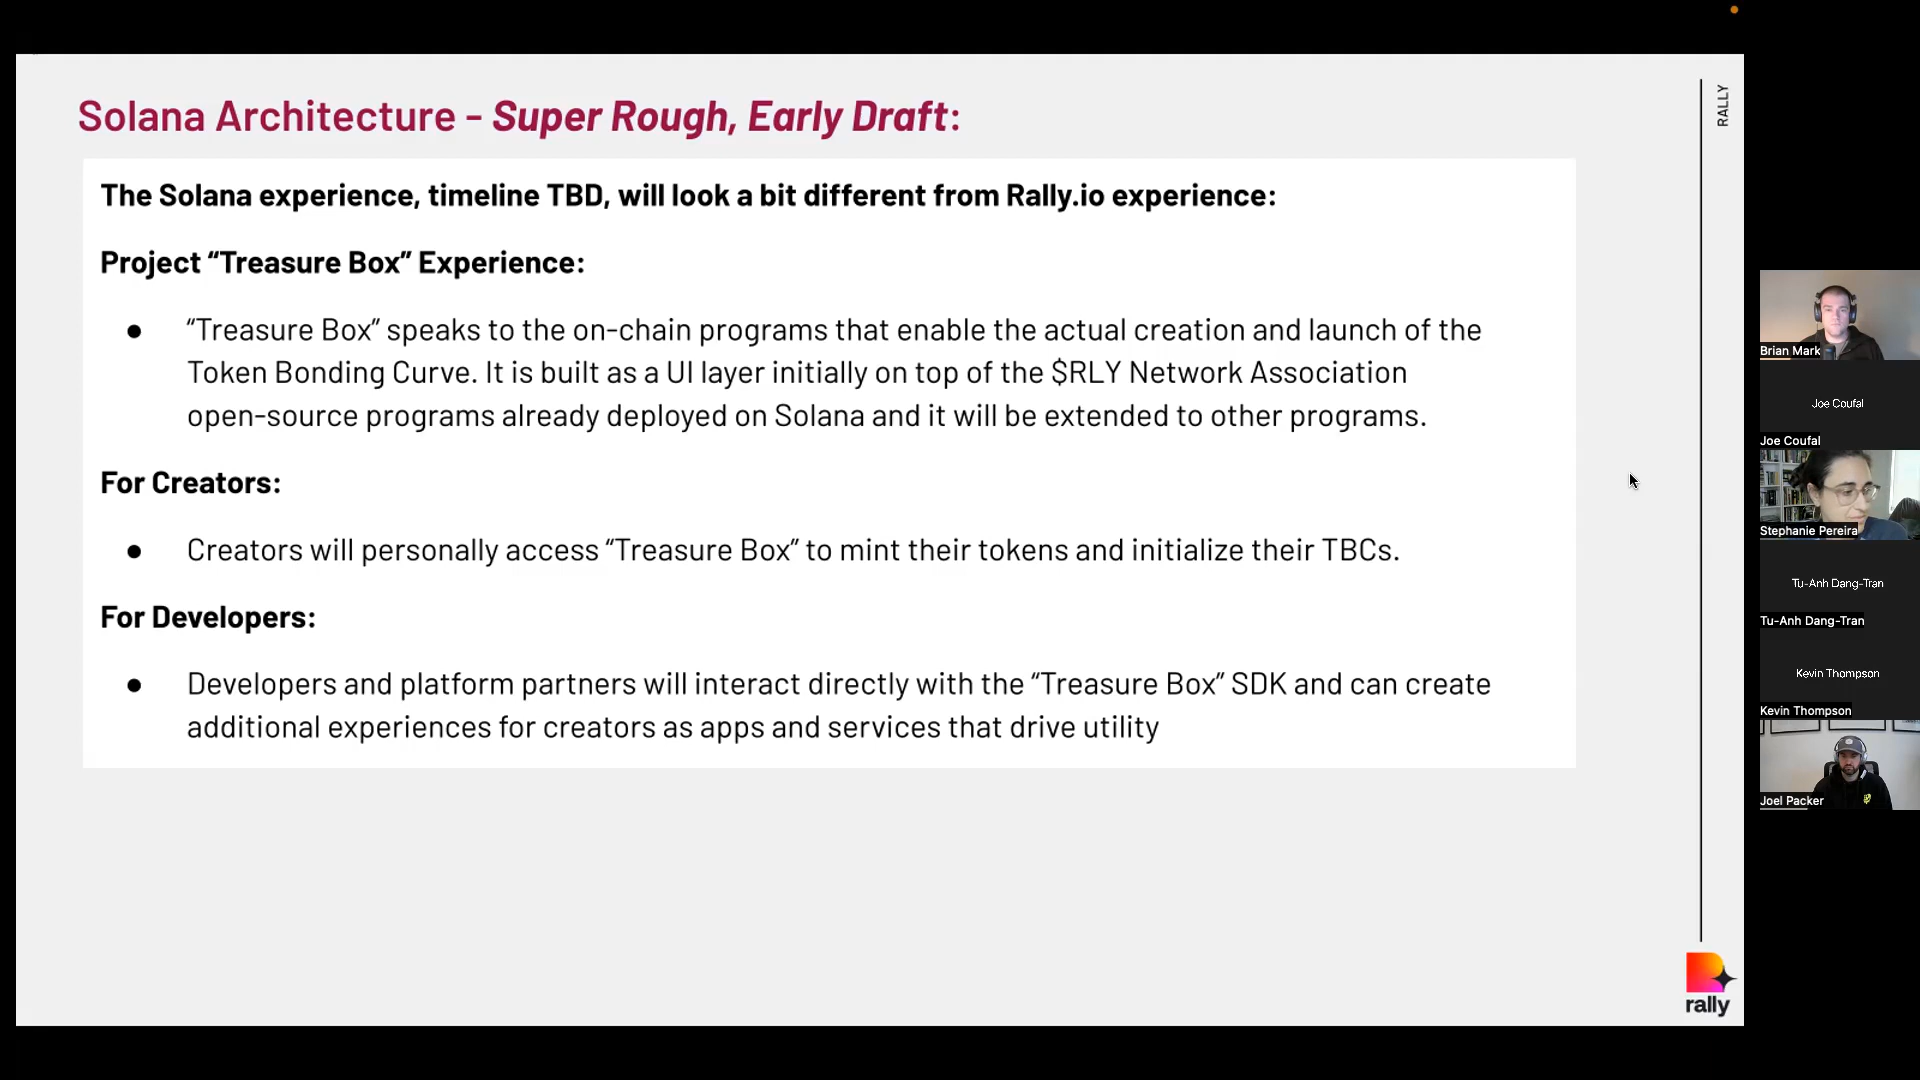 Solana Architecture - Super Rough, Early Draft:
RALLY
The Solana experience, timeline TBD, will look a bit different from Rally.io experience:
Project “Treasure Box” Experience:
● “Treasure Box” speaks to the on-chain programs that enable the actual creation and launch of the
Token Bonding Curve. It is built as a UI layer initially on top of the $RLY Network Association
open-source programs already deployed on Solana and it will be extended to other programs.
For Creators:
● Creators will personally access “Treasure Box” to mint their tokens and initialize their TBCs.
For Developers:
● Developers and platform partners will interact directly with the “Treasure Box” SDK and can create
additional experiences for creators as apps and services that drive utility
rally
Brian Mark
Joe Coufal
Joe Coufal
Stephanie Pereira
Tu-Anh Dang-Tran
Tu-Anh Dang-Tran
Kevin Thompson
Kevin Thompson
Joel Packer